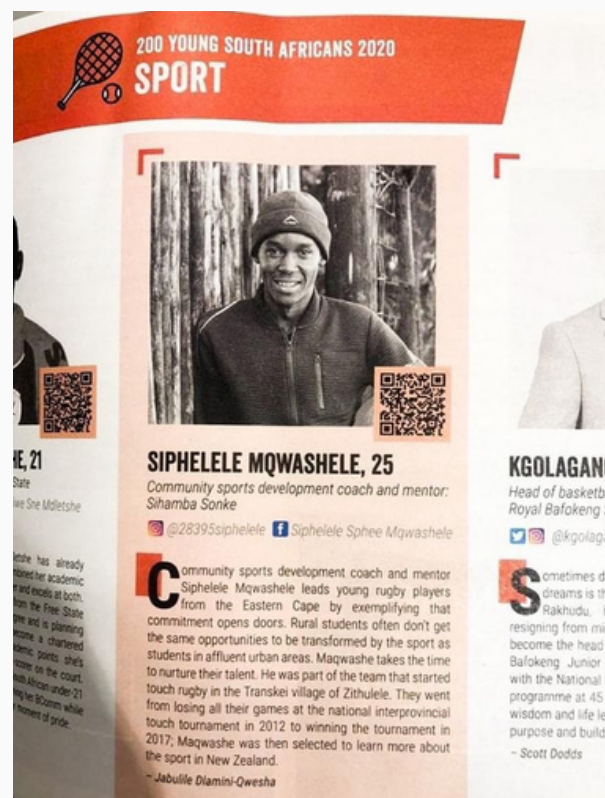 200 YOUNG SOUTH AFRICANS 2020
SPORT
HE, 21
State
Sne Mdletshe
has already
her academic
and excels at both.
from the Free State
and is planning
become a chartered
points she's
on the court.
South African under-21
her BComm while
moment of pride
SIPHELELE MQWASHELE, 25
Community sports development coach and mentor:
Sihamba Sonke
@28395siphelele Siphelele Sphee Mqwashele
Community sports development coach and mentor
Siphelele Mqwashele leads young rugby players
from the Eastern Cape by exemplifying that
commitment opens doors. Rural students often don't get
the same opportunities to be transformed by the sport as
students in affluent urban areas. Maqwashe takes the time
to nurture their talent. He was part of the team that started
touch rugby in the Transkei village of Zithulele. They went
from losing all their games at the national interprovincial
touch tournament in 2012 to winning the tournament in
2017; Maqwashe was then selected to learn more about
the sport in New Zealand.
– Jabulile Dlamini-Qwesha
KGOLAGAN
Head of basketb
Royal Bafokeng
@kgolaga
Sometimes d
dreams is th
Rakhudu,
resigning from mi
become the head
Bafokeng Junior
with the National
programme at 45
wisdom and life le
purpose and build
– Scott Dodds